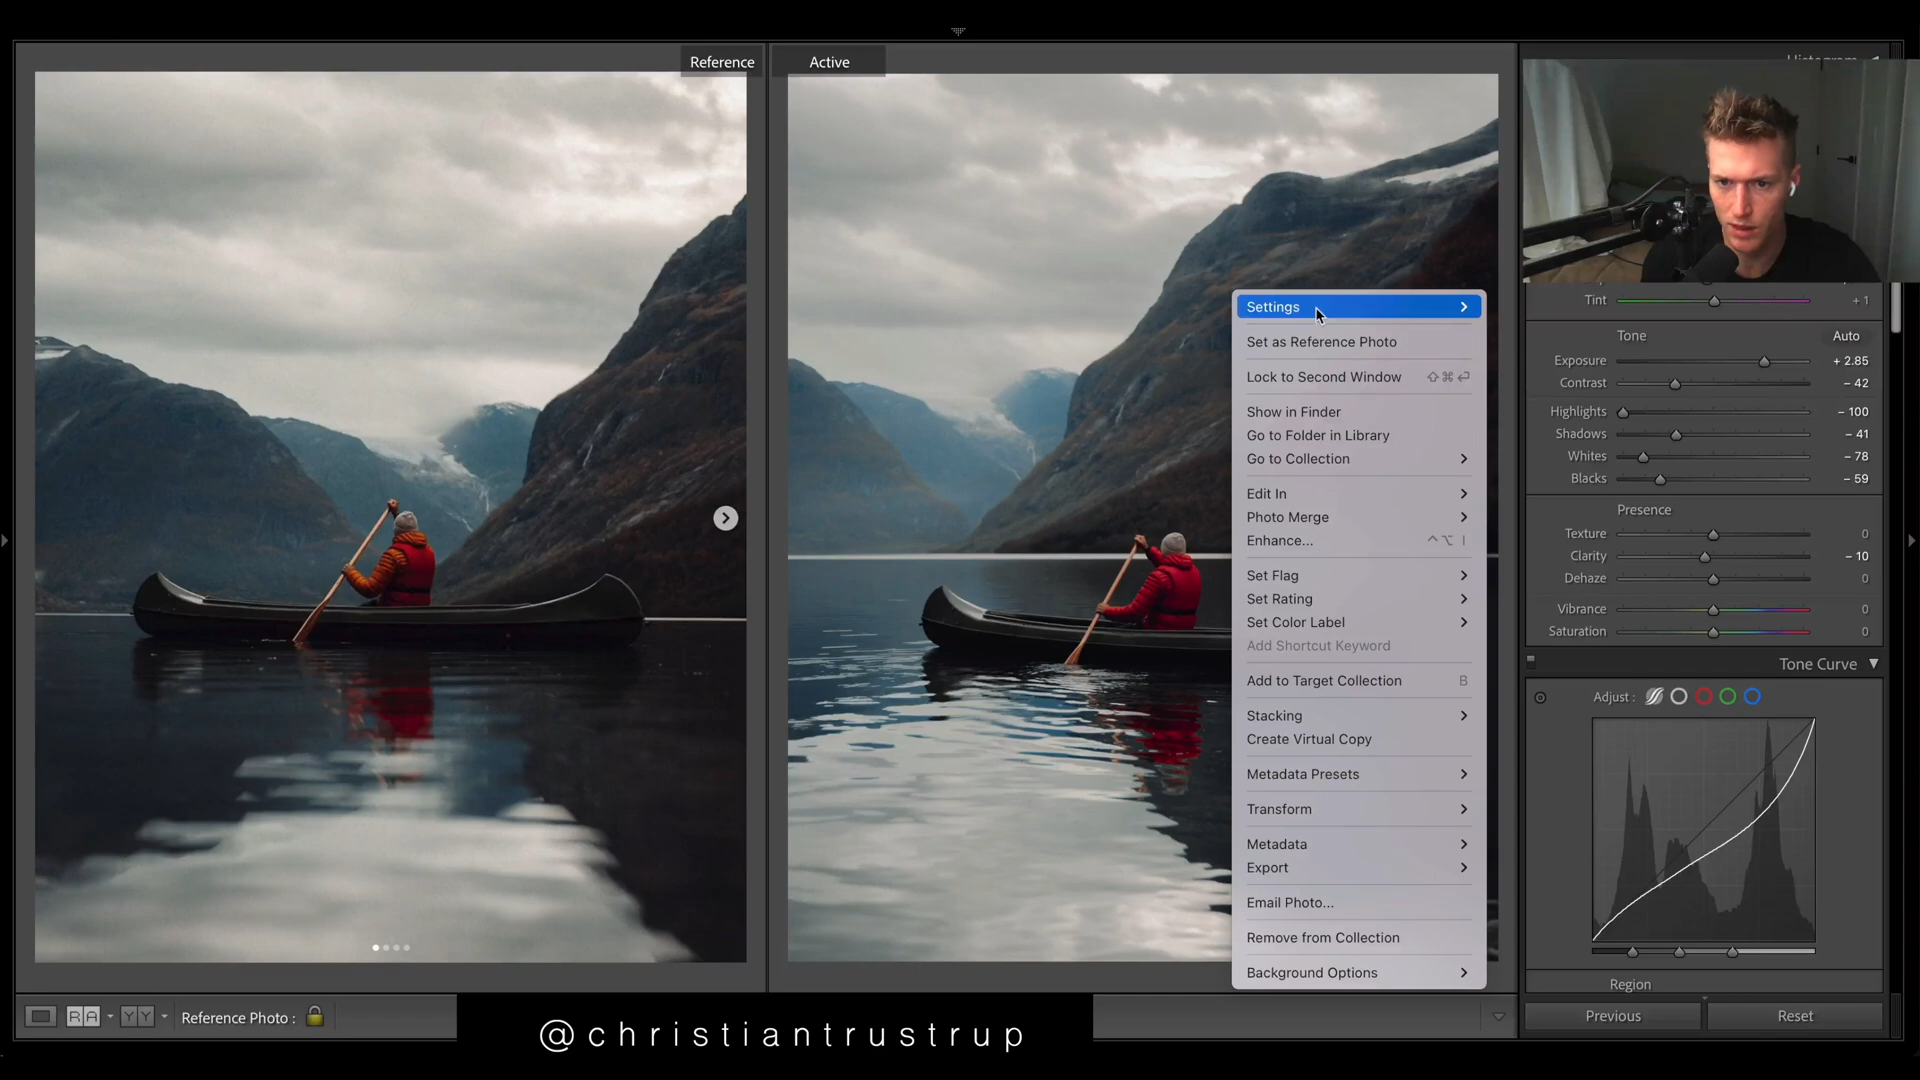 Reference
Active
Settings
Set as Reference Photo
Lock to Second Window ⇧⌘⏎
Show in Finder
Go to Folder in Library
Go to Collection
Edit In
Photo Merge
Enhance... ^⌥ I
Set Flag
Set Rating
Set Color Label
Add Shortcut Keyword
Add to Target Collection B
Stacking
Create Virtual Copy
Metadata Presets
Transform
Metadata
Export
Email Photo...
Remove from Collection
Background Options
Tint + 1
Tone Auto
Exposure + 2.85
Contrast – 42
Highlights – 100
Shadows – 41
Whites – 78
Blacks – 59
Presence
Texture 0
Clarity – 10
Dehaze 0
Vibrance 0
Saturation 0
Tone Curve
Adjust :
Region
Previous Reset
R A Y Y Reference Photo :
@christiantrustrup